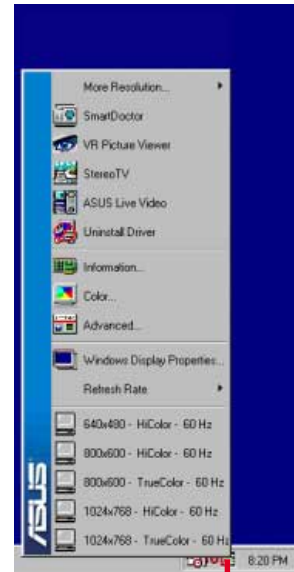 More Resolution...
SmartDoctor
VR Picture Viewer
StereoTV
ASUS Live Video
Uninstall Driver
Information...
Color...
Advanced...
Windows Display Properties...
Refresh Rate
640x480 - HiColor - 60 Hz
800x600 - HiColor - 60 Hz
800x600 - TrueColor - 60 Hz
1024x768 - HiColor - 60 Hz
1024x768 - TrueColor - 60 Hz
ASUS
8:20 PM